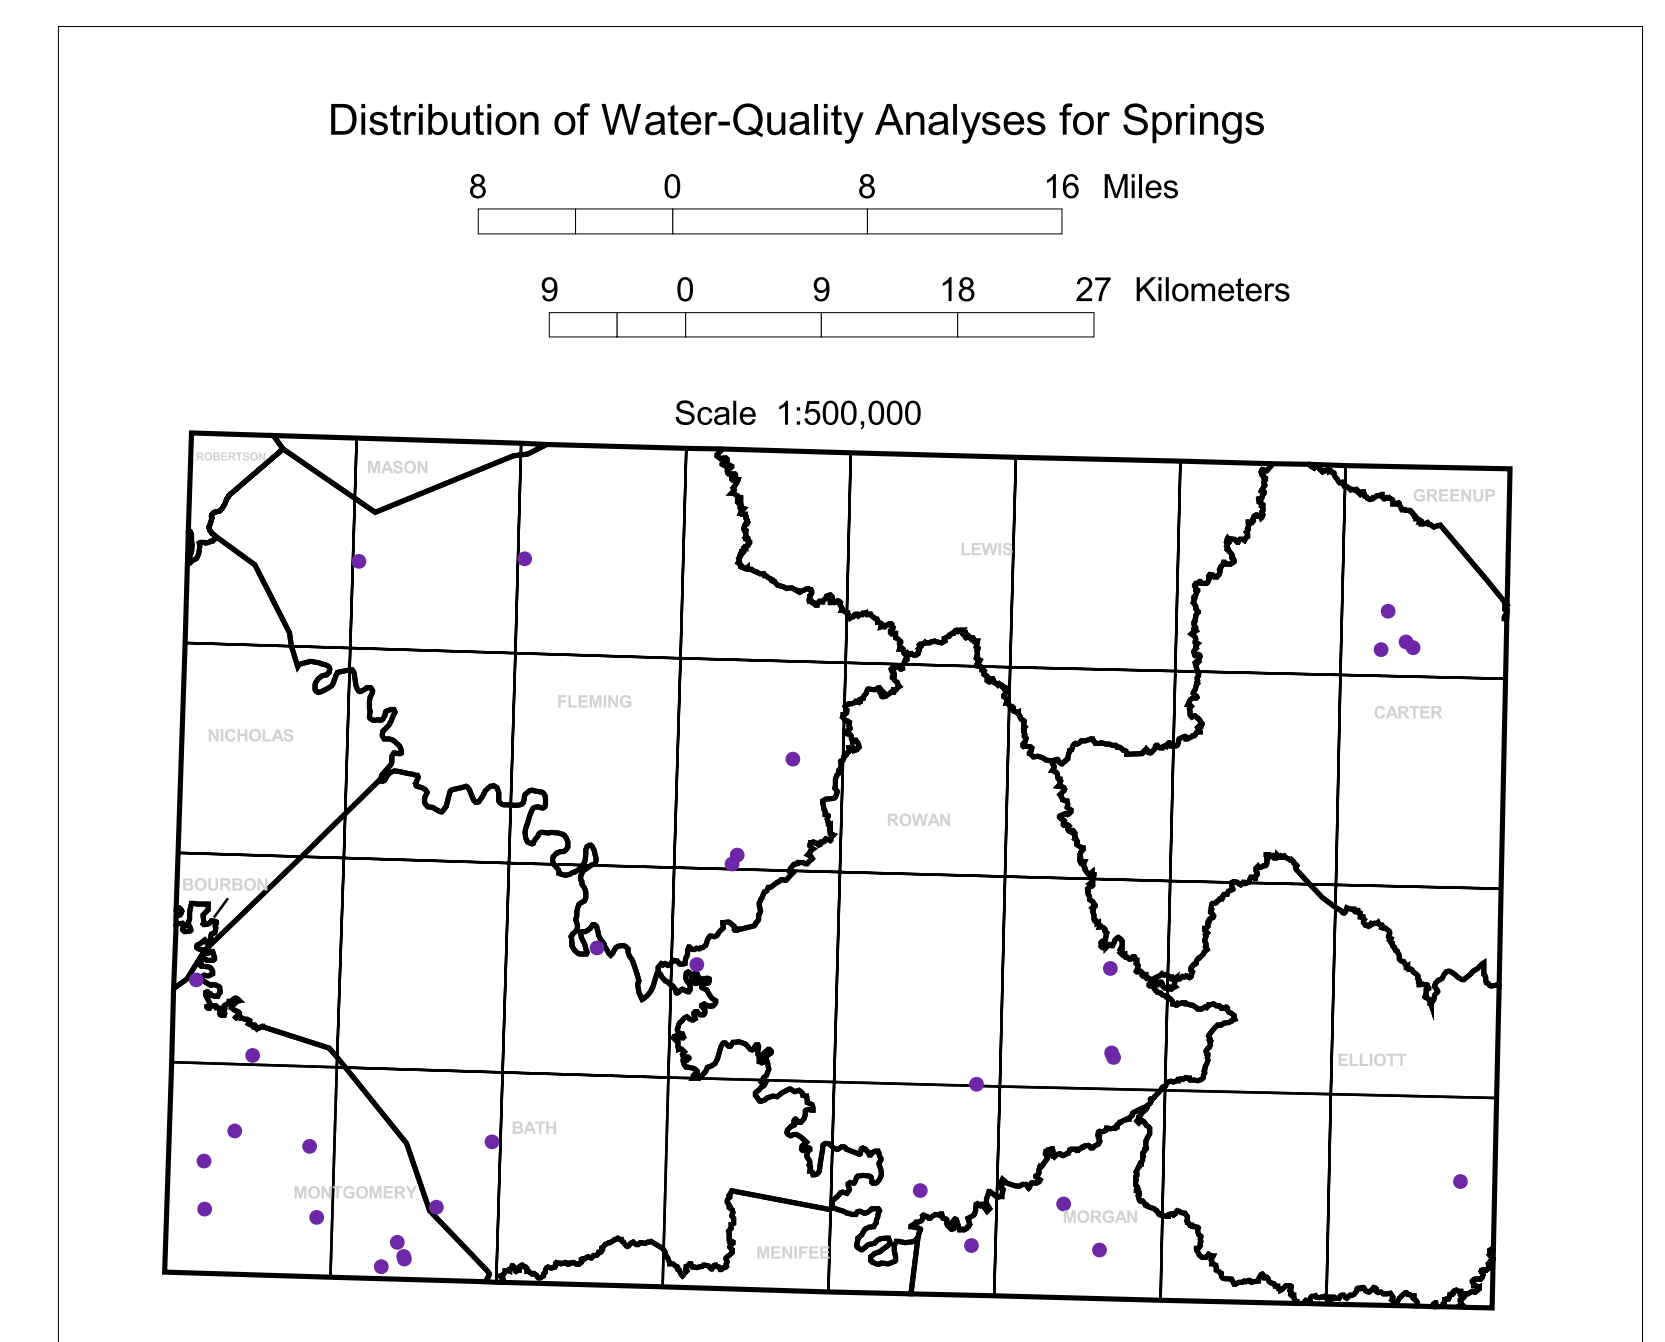 Distribution of Water-Quality Analyses for Springs
8 0 8 16 Miles
9 0 9 18 27 Kilometers
Scale 1:500,000
ROBERTSON
MASON
GREENUP
LEWIS
FLEMING
CARTER
NICHOLAS
ROWAN
BOURBON
ELLIOTT
BATH
MONTGOMERY
MORGAN
MENIFEE